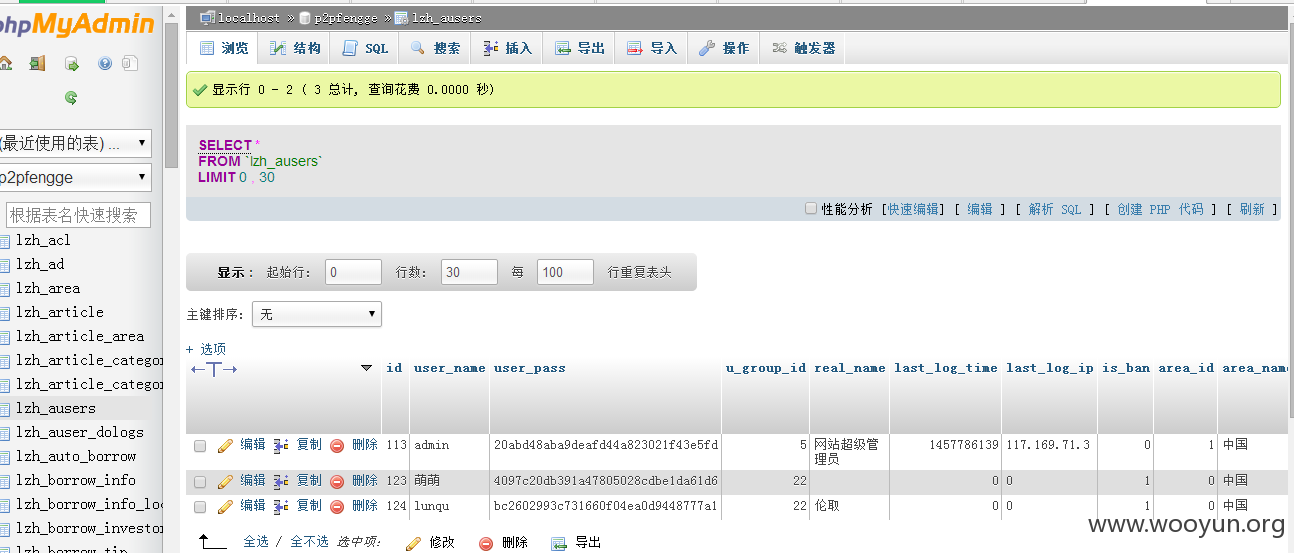 phpMyAdmin
localhost » p2pfengge » lzh_ausers
浏览 结构 SQL 搜索 插入 导出 导入 操作 触发器
显示行 0 - 2 ( 3 总计, 查询花费 0.0000 秒)
SELECT *
FROM `lzh_ausers`
LIMIT 0 , 30
性能分析 [快速编辑] [ 编辑 ] [ 解析 SQL ] [ 创建 PHP 代码 ] [ 刷新 ]
(最近使用的表) ...
p2pfengge
根据表名快速搜索
lzh_acl
lzh_ad
lzh_area
lzh_article
lzh_article_area
lzh_article_categor
lzh_article_categor
lzh_ausers
lzh_auser_dologs
lzh_auto_borrow
lzh_borrow_info
lzh_borrow_info_loc
lzh_borrow_investor
lzh_borrow_tip
显示 : 起始行: 0 行数: 30 每 100 行重复表头
主键排序: 无
+ 选项
←T→ id user_name user_pass u_group_id real_name last_log_time last_log_ip is_ban area_id area_name
编辑 复制 删除 113 admin 20abd48aba9deafd44a823021f43e5fd 5 网站超级管理员 1457786139 117.169.71.3 0 1 中国
编辑 复制 删除 123 萌萌 4097c20db391a47805028cdbe1da61d6 22 0 0 1 0 中国
编辑 复制 删除 124 lunqu bc2602993c731660f04ea0d9448777a1 22 伦取 0 0 1 0 中国
全选 / 全不选 选中项: 修改 删除 导出
www.wooyun.org